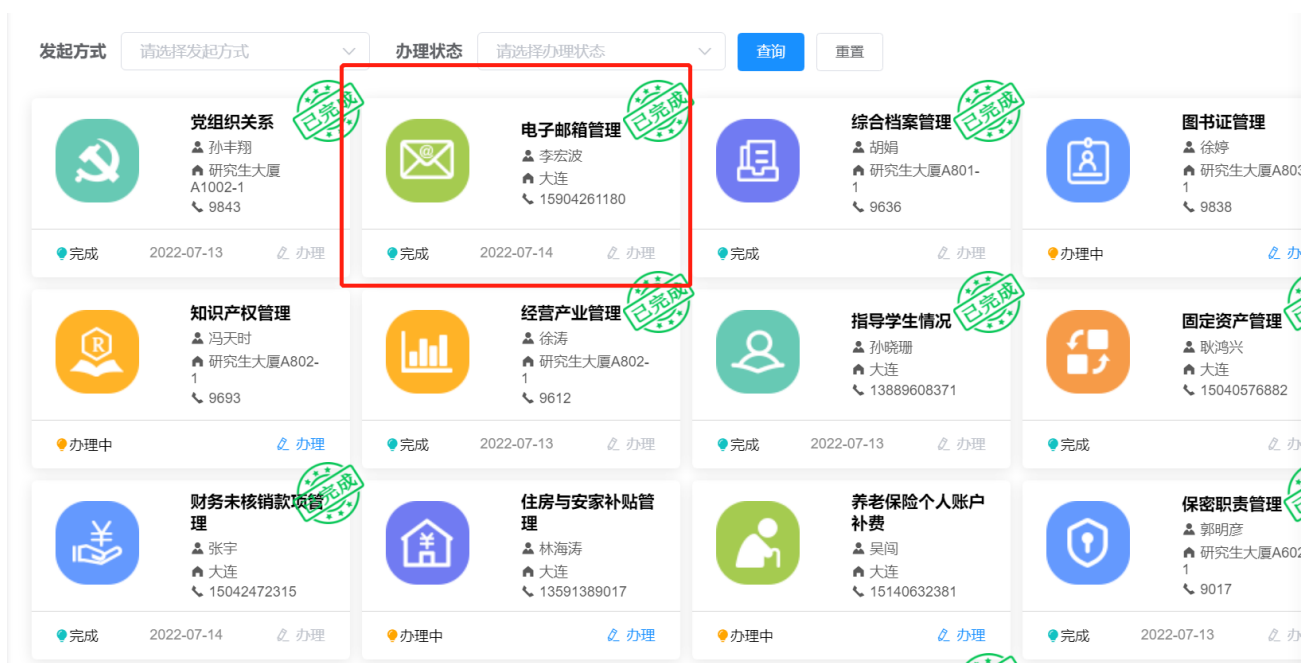 发起方式
请选择发起方式
办理状态
请选择办理状态
查询
重置
党组织关系
已完成
孙丰翔
研究生大厦
A1002-1
9843
完成
2022-07-13
办理
电子邮箱管理
已完成
@
李宏波
大连
15904261180
完成
2022-07-14
办理
综合档案管理
已完成
胡娟
研究生大厦A801-
1
9636
完成
办理
图书证管理
徐婷
研究生大厦A803
1
9838
办理中
办
知识产权管理
R
冯天时
研究生大厦A802-
1
9693
办理中
办理
经营产业管理
已完成
徐涛
研究生大厦A802-
1
9612
完成
2022-07-13
办理
指导学生情况
已完成
孙晓珊
大连
13889608371
完成
2022-07-13
办理
固定资产管理
耿鸿兴
大连
15040576882
完成
办
财务未核销款项管
理
已完成
¥
张宇
大连
15042472315
完成
2022-07-14
办理
住房与安家补贴管
理
¥
林海涛
大连
13591389017
办理中
办理
养老保险个人账户
补费
吴闯
大连
15140632381
办理中
办理
保密职责管理
郭明彦
研究生大厦A602
1
9017
完成
2022-07-13
办